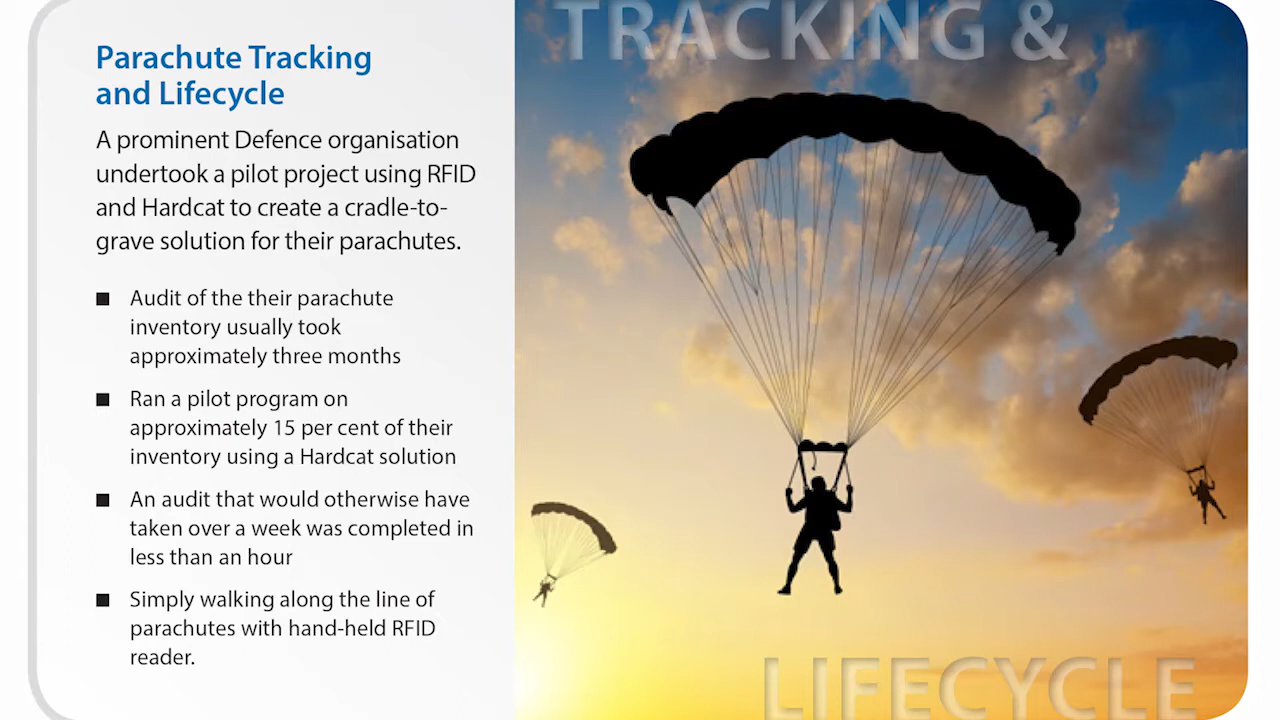 Parachute Tracking
and Lifecycle
A prominent Defence organisation
undertook a pilot project using RFID
and Hardcat to create a cradle-to-
grave solution for their parachutes.
■ Audit of the their parachute
inventory usually took
approximately three months
■ Ran a pilot program on
approximately 15 per cent of their
inventory using a Hardcat solution
■ An audit that would otherwise have
taken over a week was completed in
less than an hour
■ Simply walking along the line of
parachutes with hand-held RFID
reader.
TRACKING &
LIFECYCLE